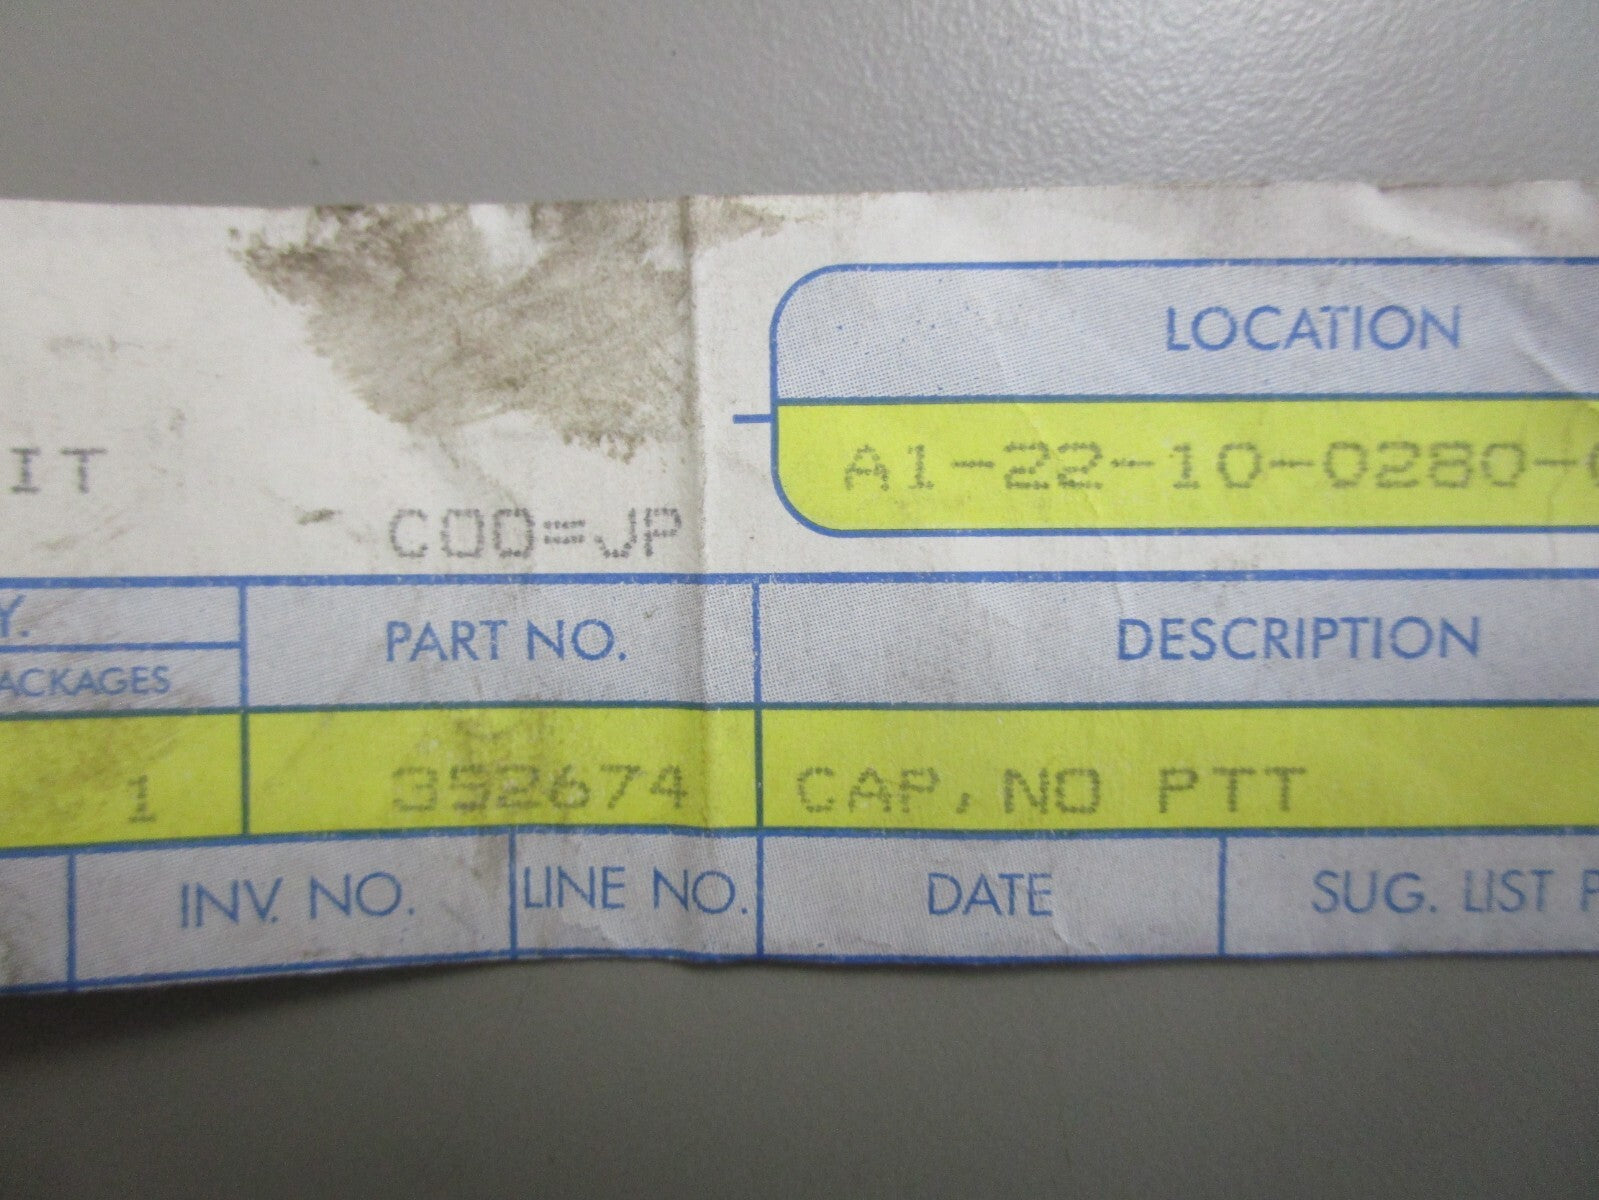 LOCATION
A1-22-10-0280-
IT
COO=JP
Y.
PART NO.
DESCRIPTION
ACKAGES
1
352674
CAP, NO PTT
INV. NO.
LINE NO.
DATE
SUG. LIST P